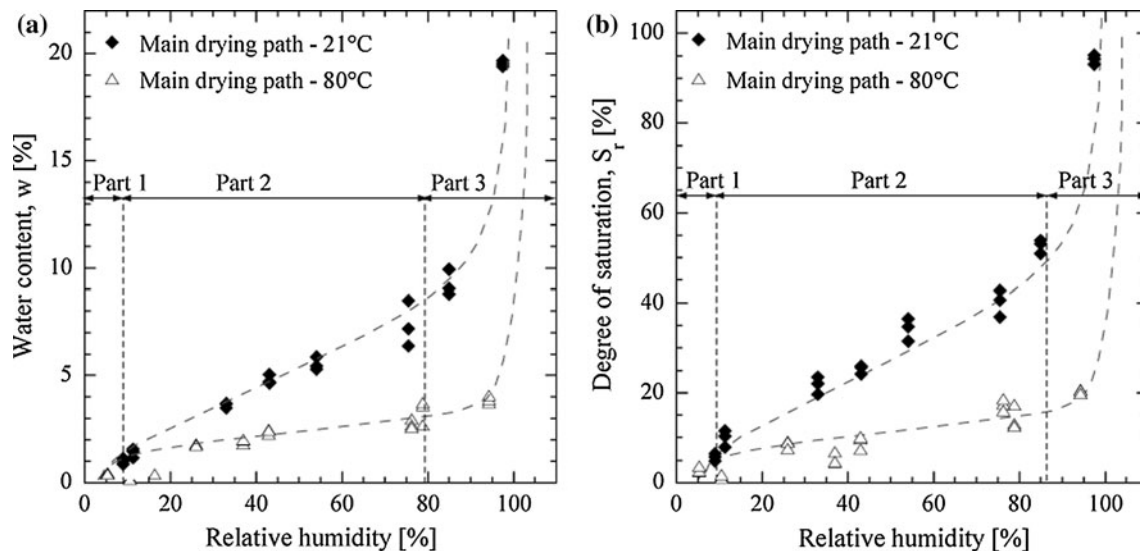 (a)
Main drying path - 21°C
Main drying path - 80°C
Water content, w [%]
20
15
10
5
0
Part 1
Part 2
Part 3
0 20 40 60 80 100
Relative humidity [%]
(b)
Main drying path - 21°C
Main drying path - 80°C
Degree of saturation, Sr [%]
100
80
60
40
20
0
Part 1
Part 2
Part 3
0 20 40 60 80 100
Relative humidity [%]